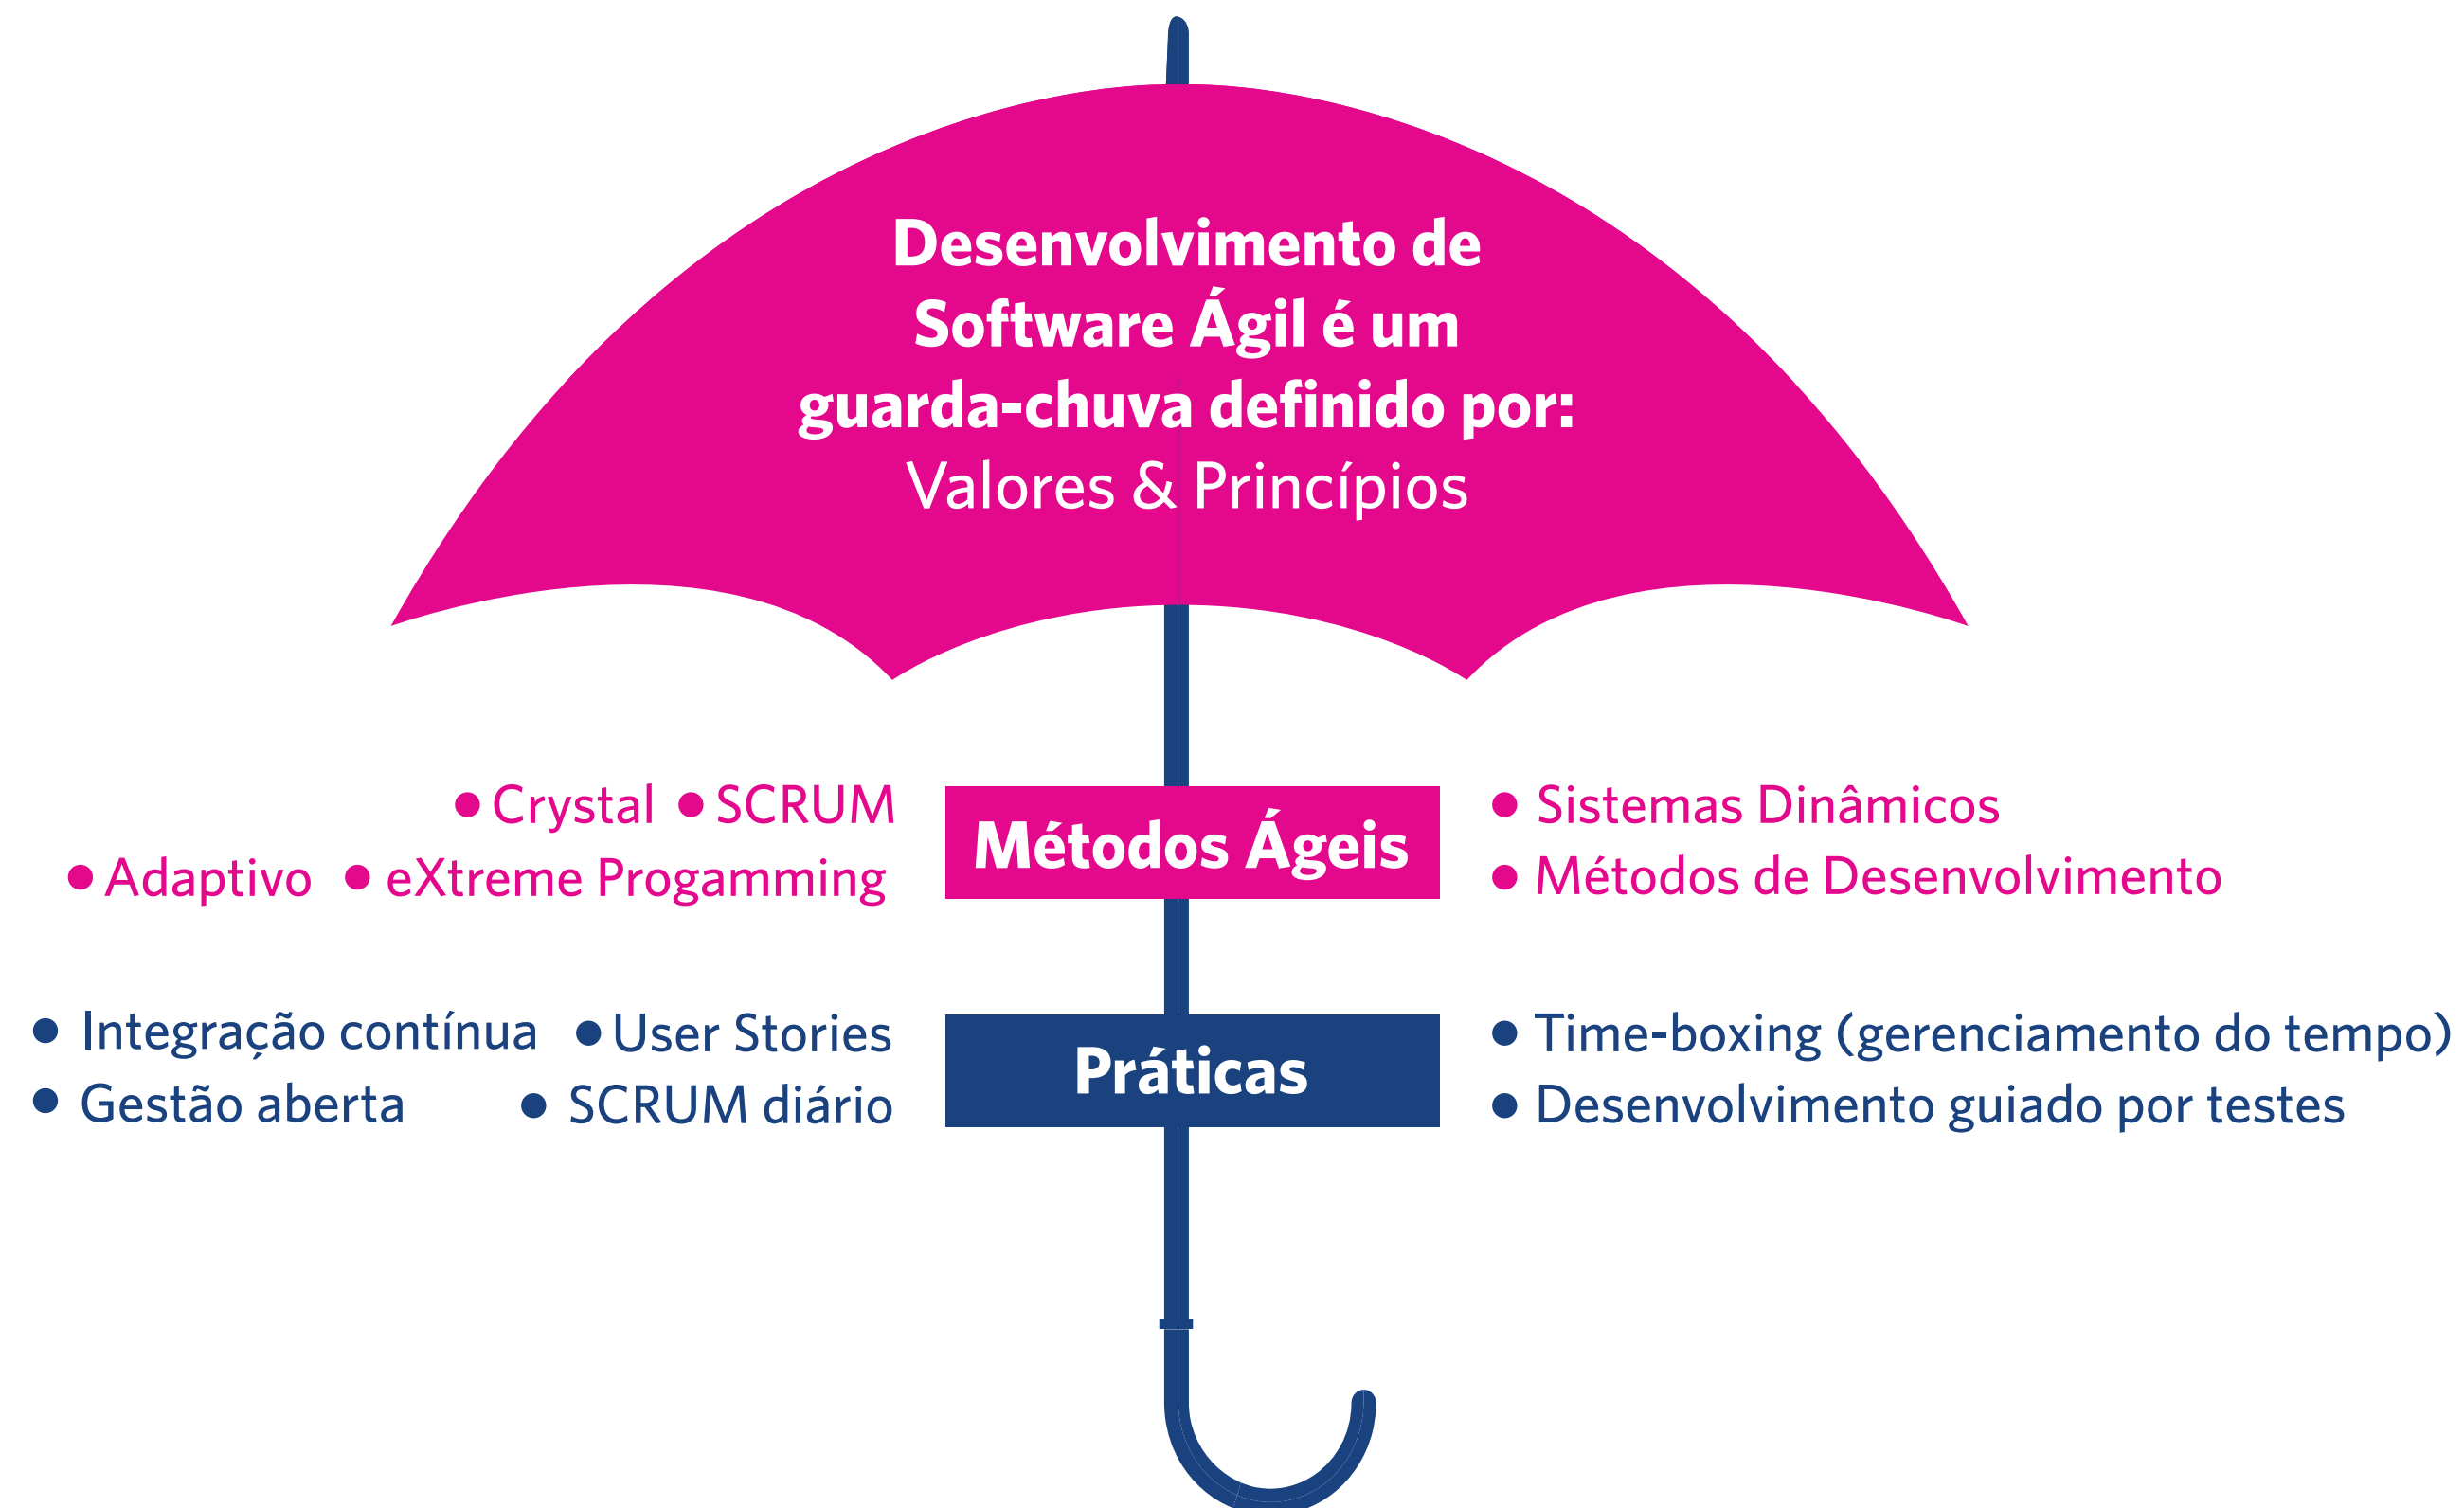 Desenvolvimento de
Software Ágil é um
guarda-chuva definido por:
Valores & Princípios
● Crystal ● SCRUM
● Adaptivo ● eXtreme Progamming
Métodos Ágeis
● Sistemas Dinâmicos
● Métodos de Desenvolvimento
● Integração contínua ● User Stories
● Gestão aberta ● SCRUM diário
Práticas
● Time-boxing (gerenciamento do tempo)
● Desenvolvimento guiado por testes